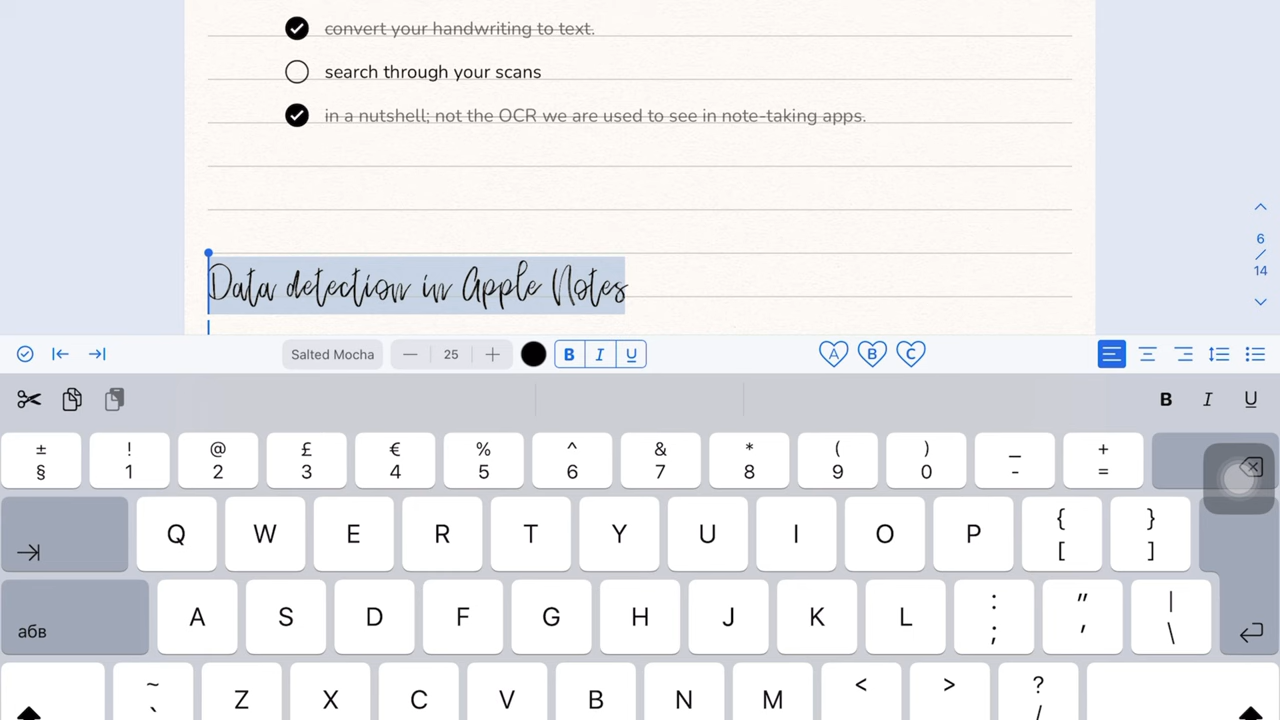 convert your handwriting to text.
search through your scans
in a nutshell; not the OCR we are used to see in note-taking apps.
6
/
14
Data detection in Apple Notes
Salted Mocha — 25 + B I U A B C
B I U
± ! @ £ € % ^ & * ( ) _ +
§ 1 2 3 4 5 6 7 8 9 0 - =
Q W E R T Y U I O P { }
[ ]
A S D F G H J K L : " |
; ' \
абв
~ Z X C V B N M < > ?
` /